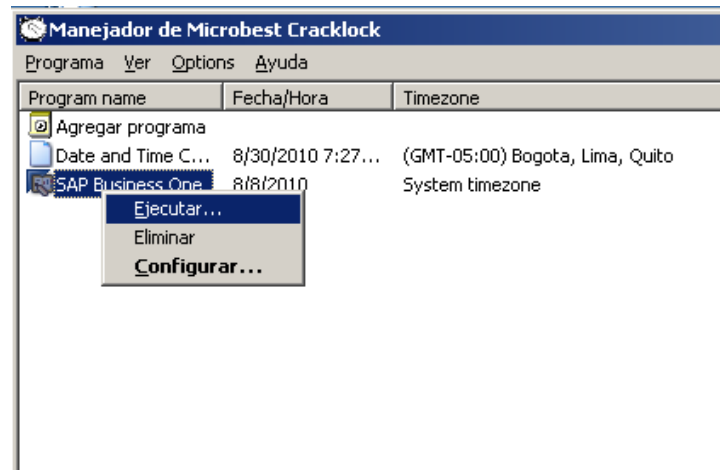 Manejador de Microbest Cracklock
Programa Ver Options Ayuda
Program name Fecha/Hora Timezone
Agregar programa
Date and Time C... 8/30/2010 7:27... (GMT-05:00) Bogota, Lima, Quito
SAP Business One 8/8/2010 System timezone
Ejecutar...
Eliminar
Configurar...